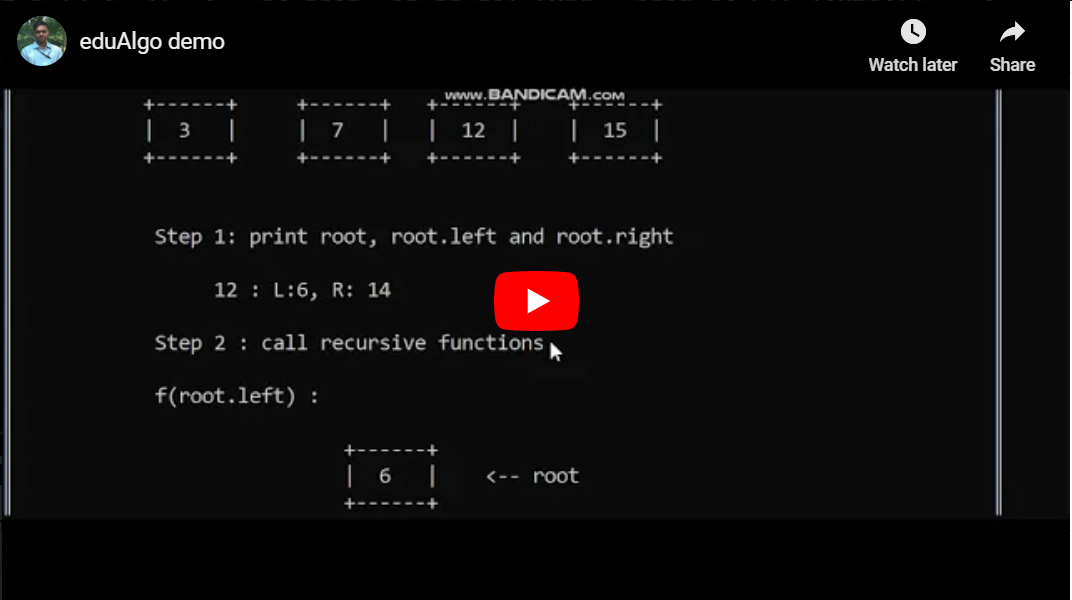 eduAlgo demo
Watch later
Share
www.BANDICAM.com
+------+ +------+ +------+ +------+
| 3 | | 7 | | 12 | | 15 |
+------+ +------+ +------+ +------+
Step 1: print root, root.left and root.right
12 : L:6, R: 14
Step 2 : call recursive functions
f(root.left) :
+------+
| 6 | <-- root
+------+